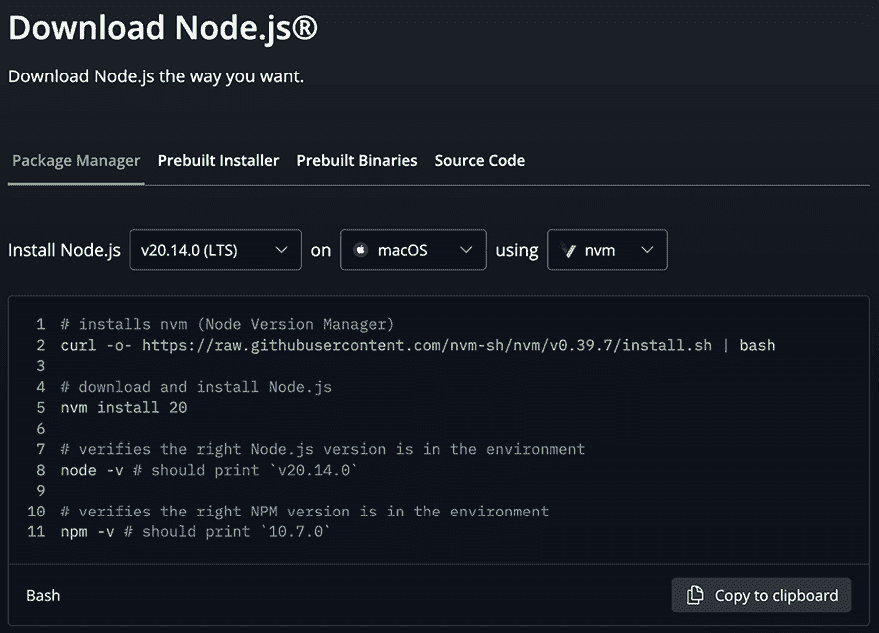 Download Node.js®
Download Node.js the way you want.
Package Manager Prebuilt Installer Prebuilt Binaries Source Code
Install Node.js v20.14.0 (LTS) on macOS using nvm
1 # installs nvm (Node Version Manager)
2 curl -o- https://raw.githubusercontent.com/nvm-sh/nvm/v0.39.7/install.sh | bash
3
4 # download and install Node.js
5 nvm install 20
6
7 # verifies the right Node.js version is in the environment
8 node -v # should print `v20.14.0`
9
10 # verifies the right NPM version is in the environment
11 npm -v # should print `10.7.0`
Bash Copy to clipboard